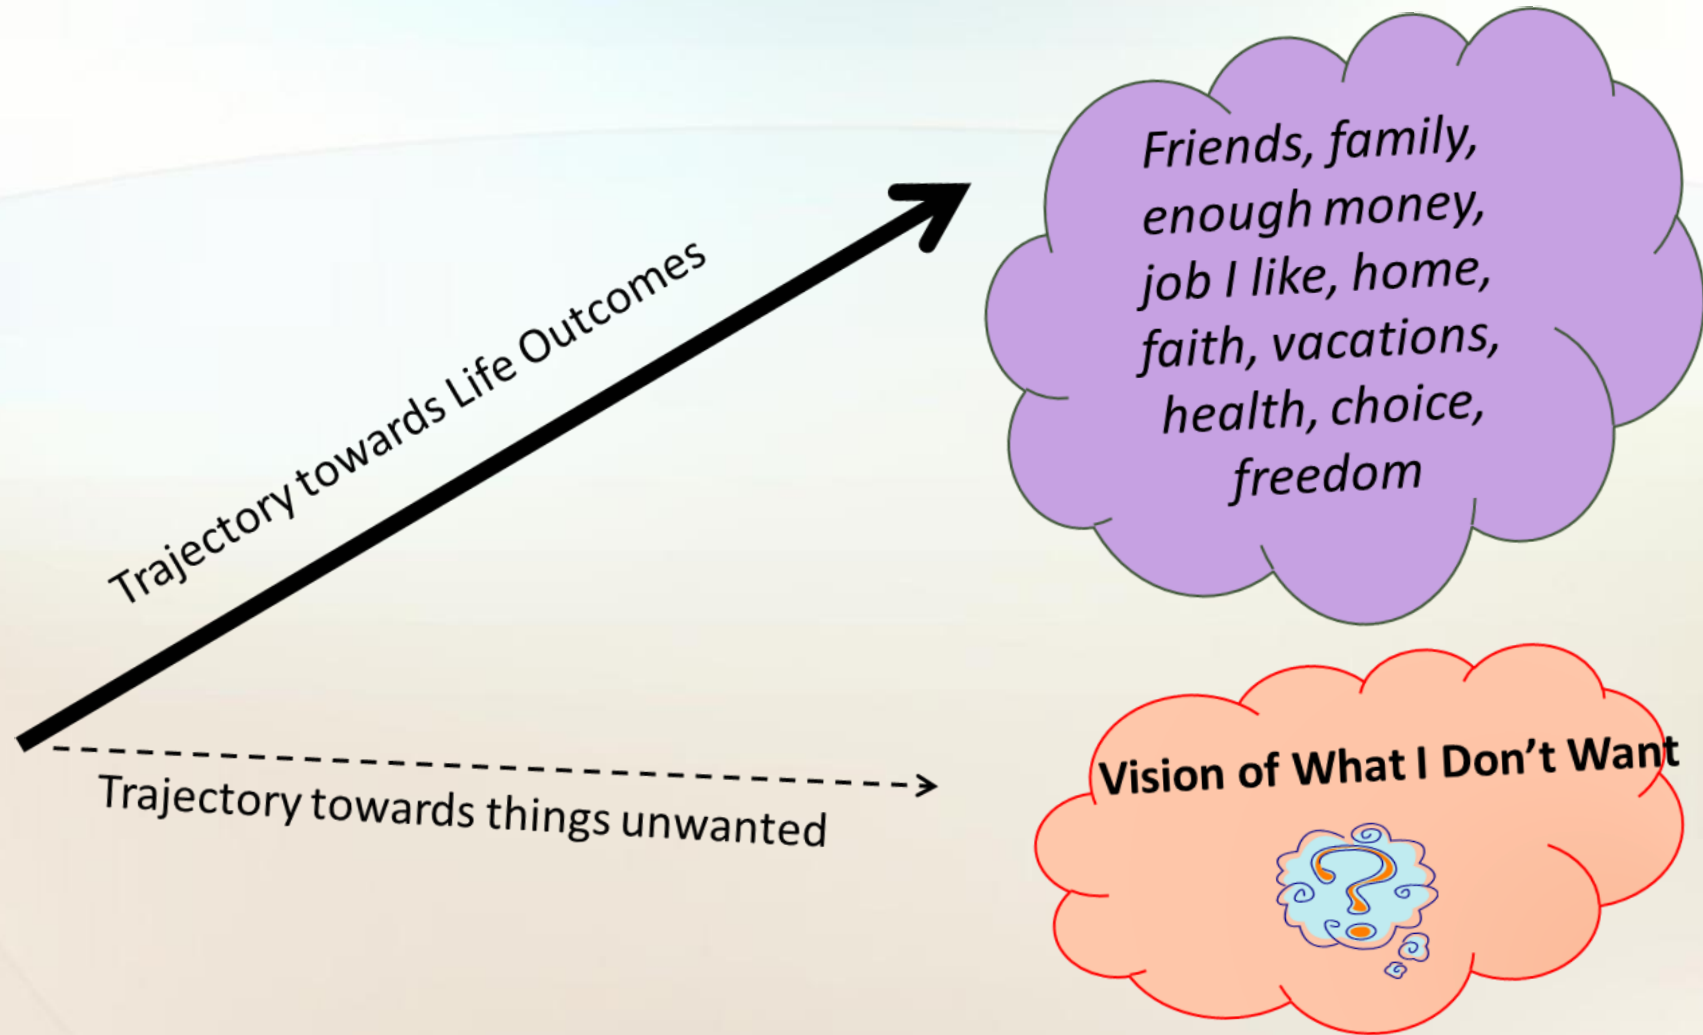 Friends, family,
enough money,
job I like, home,
faith, vacations,
health, choice,
freedom
Trajectory towards Life Outcomes
Trajectory towards things unwanted
Vision of What I Don’t Want
?